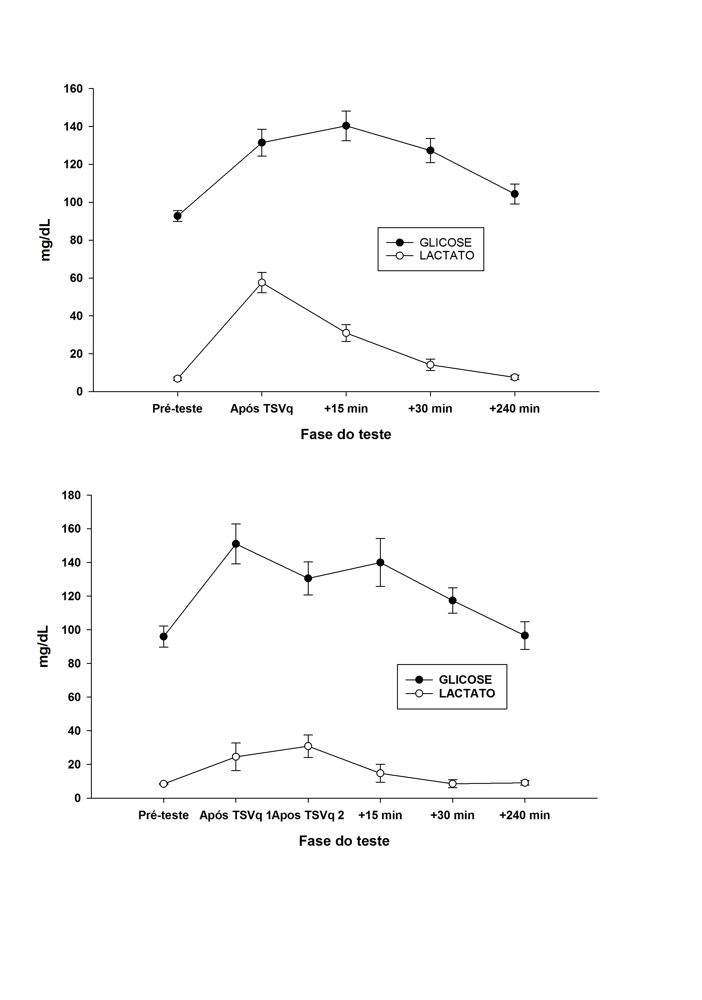 160
140
120
100
80
60
40
20
0
mg/dL
GLICOSE
LACTATO
Pré-teste Após TSVq +15 min +30 min +240 min
Fase do teste
180
160
140
120
100
80
60
40
20
0
mg/dL
GLICOSE
LACTATO
Pré-teste Após TSVq 1 Apos TSVq 2 +15 min +30 min +240 min
Fase do teste